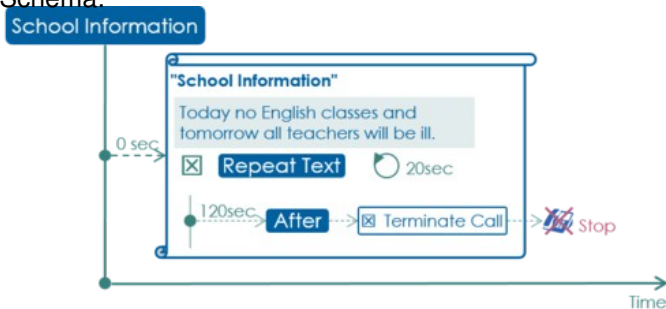 Schema:
School Information
"School Information"
Today no English classes and
tomorrow all teachers will be ill.
0 sec
Repeat Text
20sec
120sec
After
Terminate Call
Stop
Time